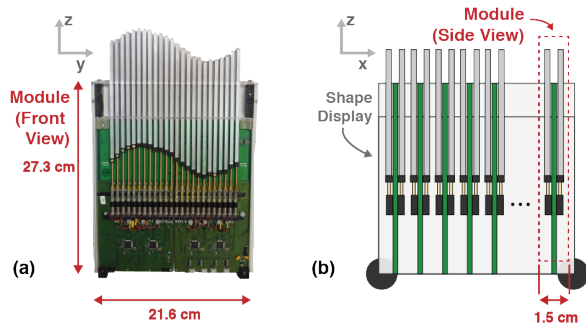 z
y
Module
(Front
View)
27.3 cm
(a)
21.6 cm
z
x
Module
(Side View)
Shape
Display
...
(b)
1.5 cm